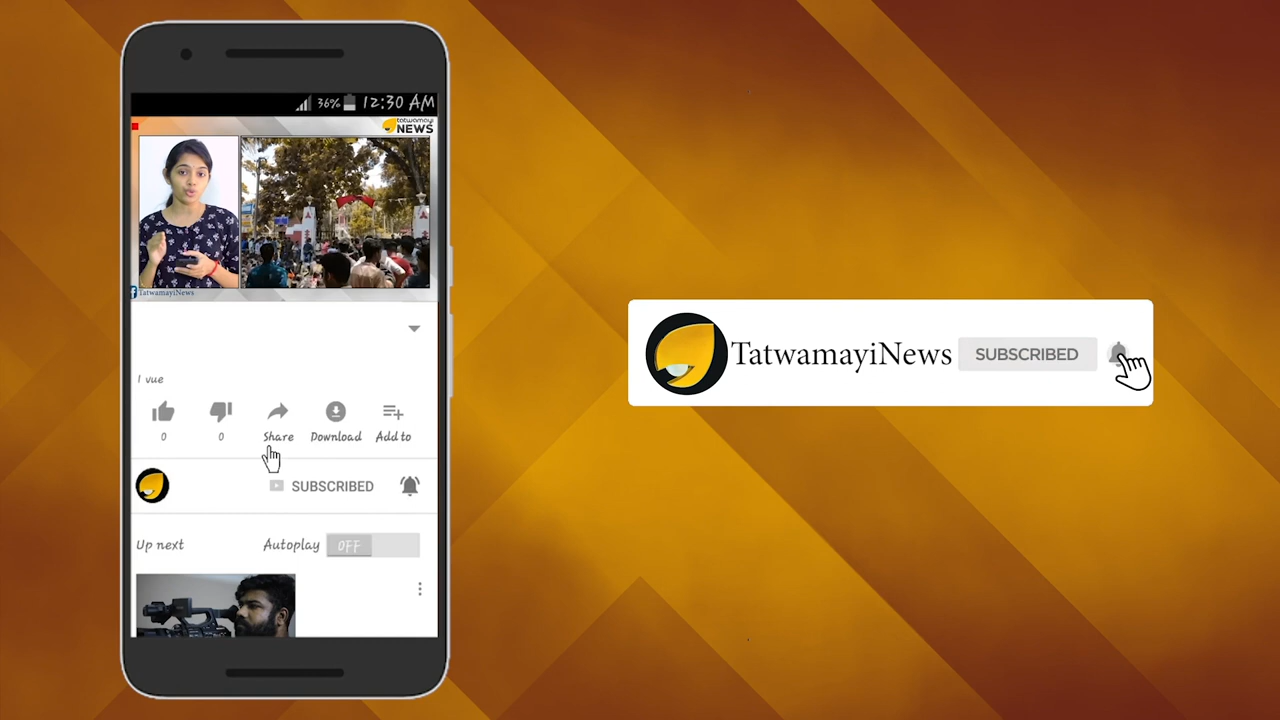 36% 12:30 AM
tatwamayi
NEWS
TatwamayiNews
1 vue
0 0 Share Download Add to
SUBSCRIBED
Up next Autoplay OFF
TatwamayiNews SUBSCRIBED